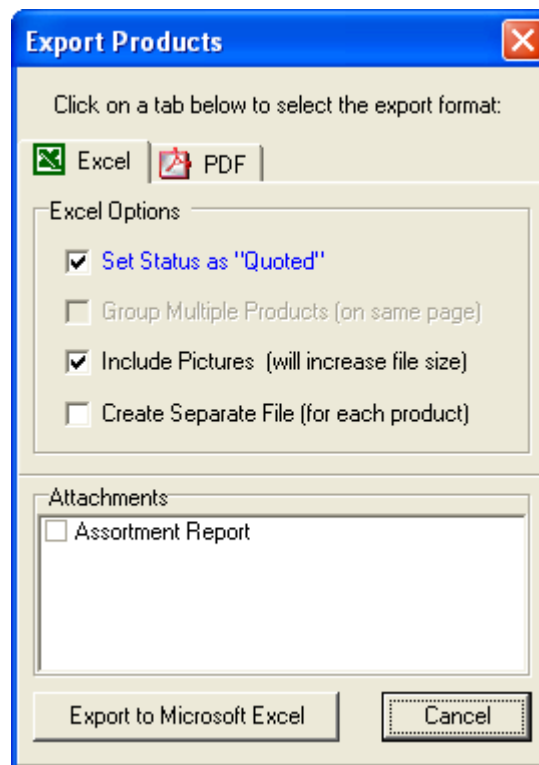 Export Products
Click on a tab below to select the export format:
Excel
PDF
Excel Options
Set Status as "Quoted"
Group Multiple Products (on same page)
Include Pictures (will increase file size)
Create Separate File (for each product)
Attachments
Assortment Report
Export to Microsoft Excel
Cancel